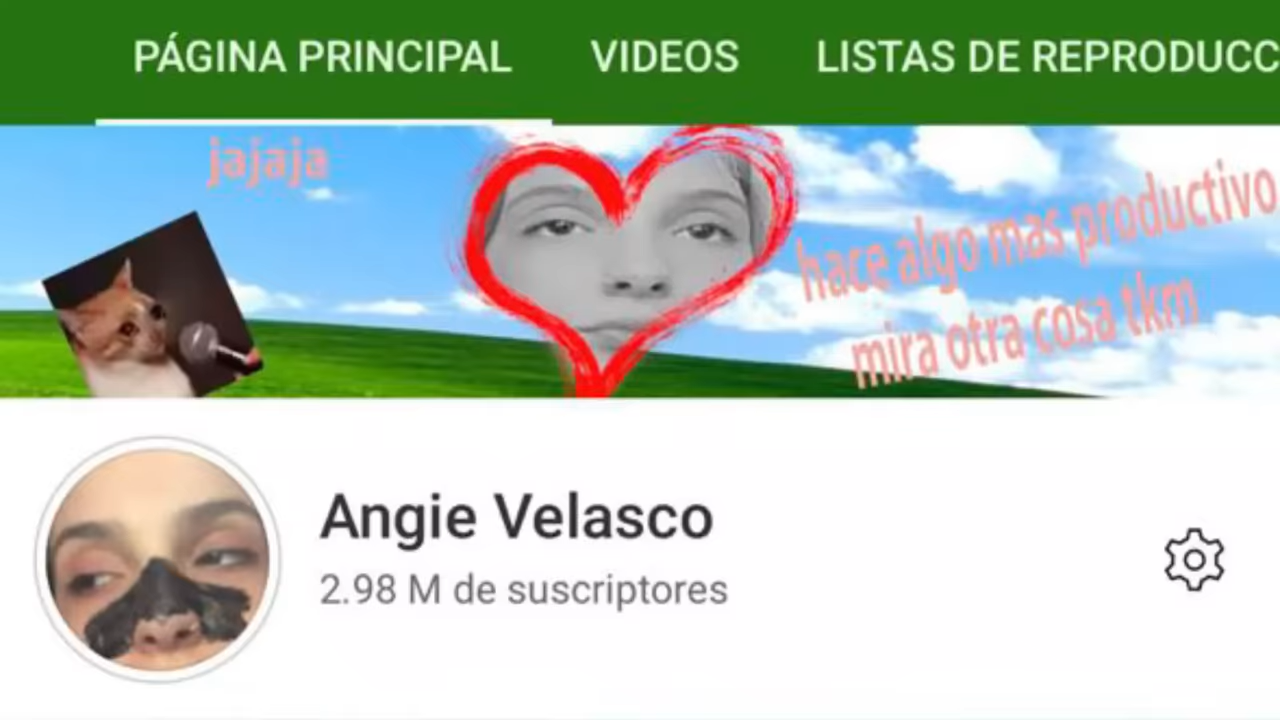 PÁGINA PRINCIPAL VIDEOS LISTAS DE REPRODUCC
jajaja
hace algo mas productivo
mira otra cosa tkm
Angie Velasco
2.98 M de suscriptores